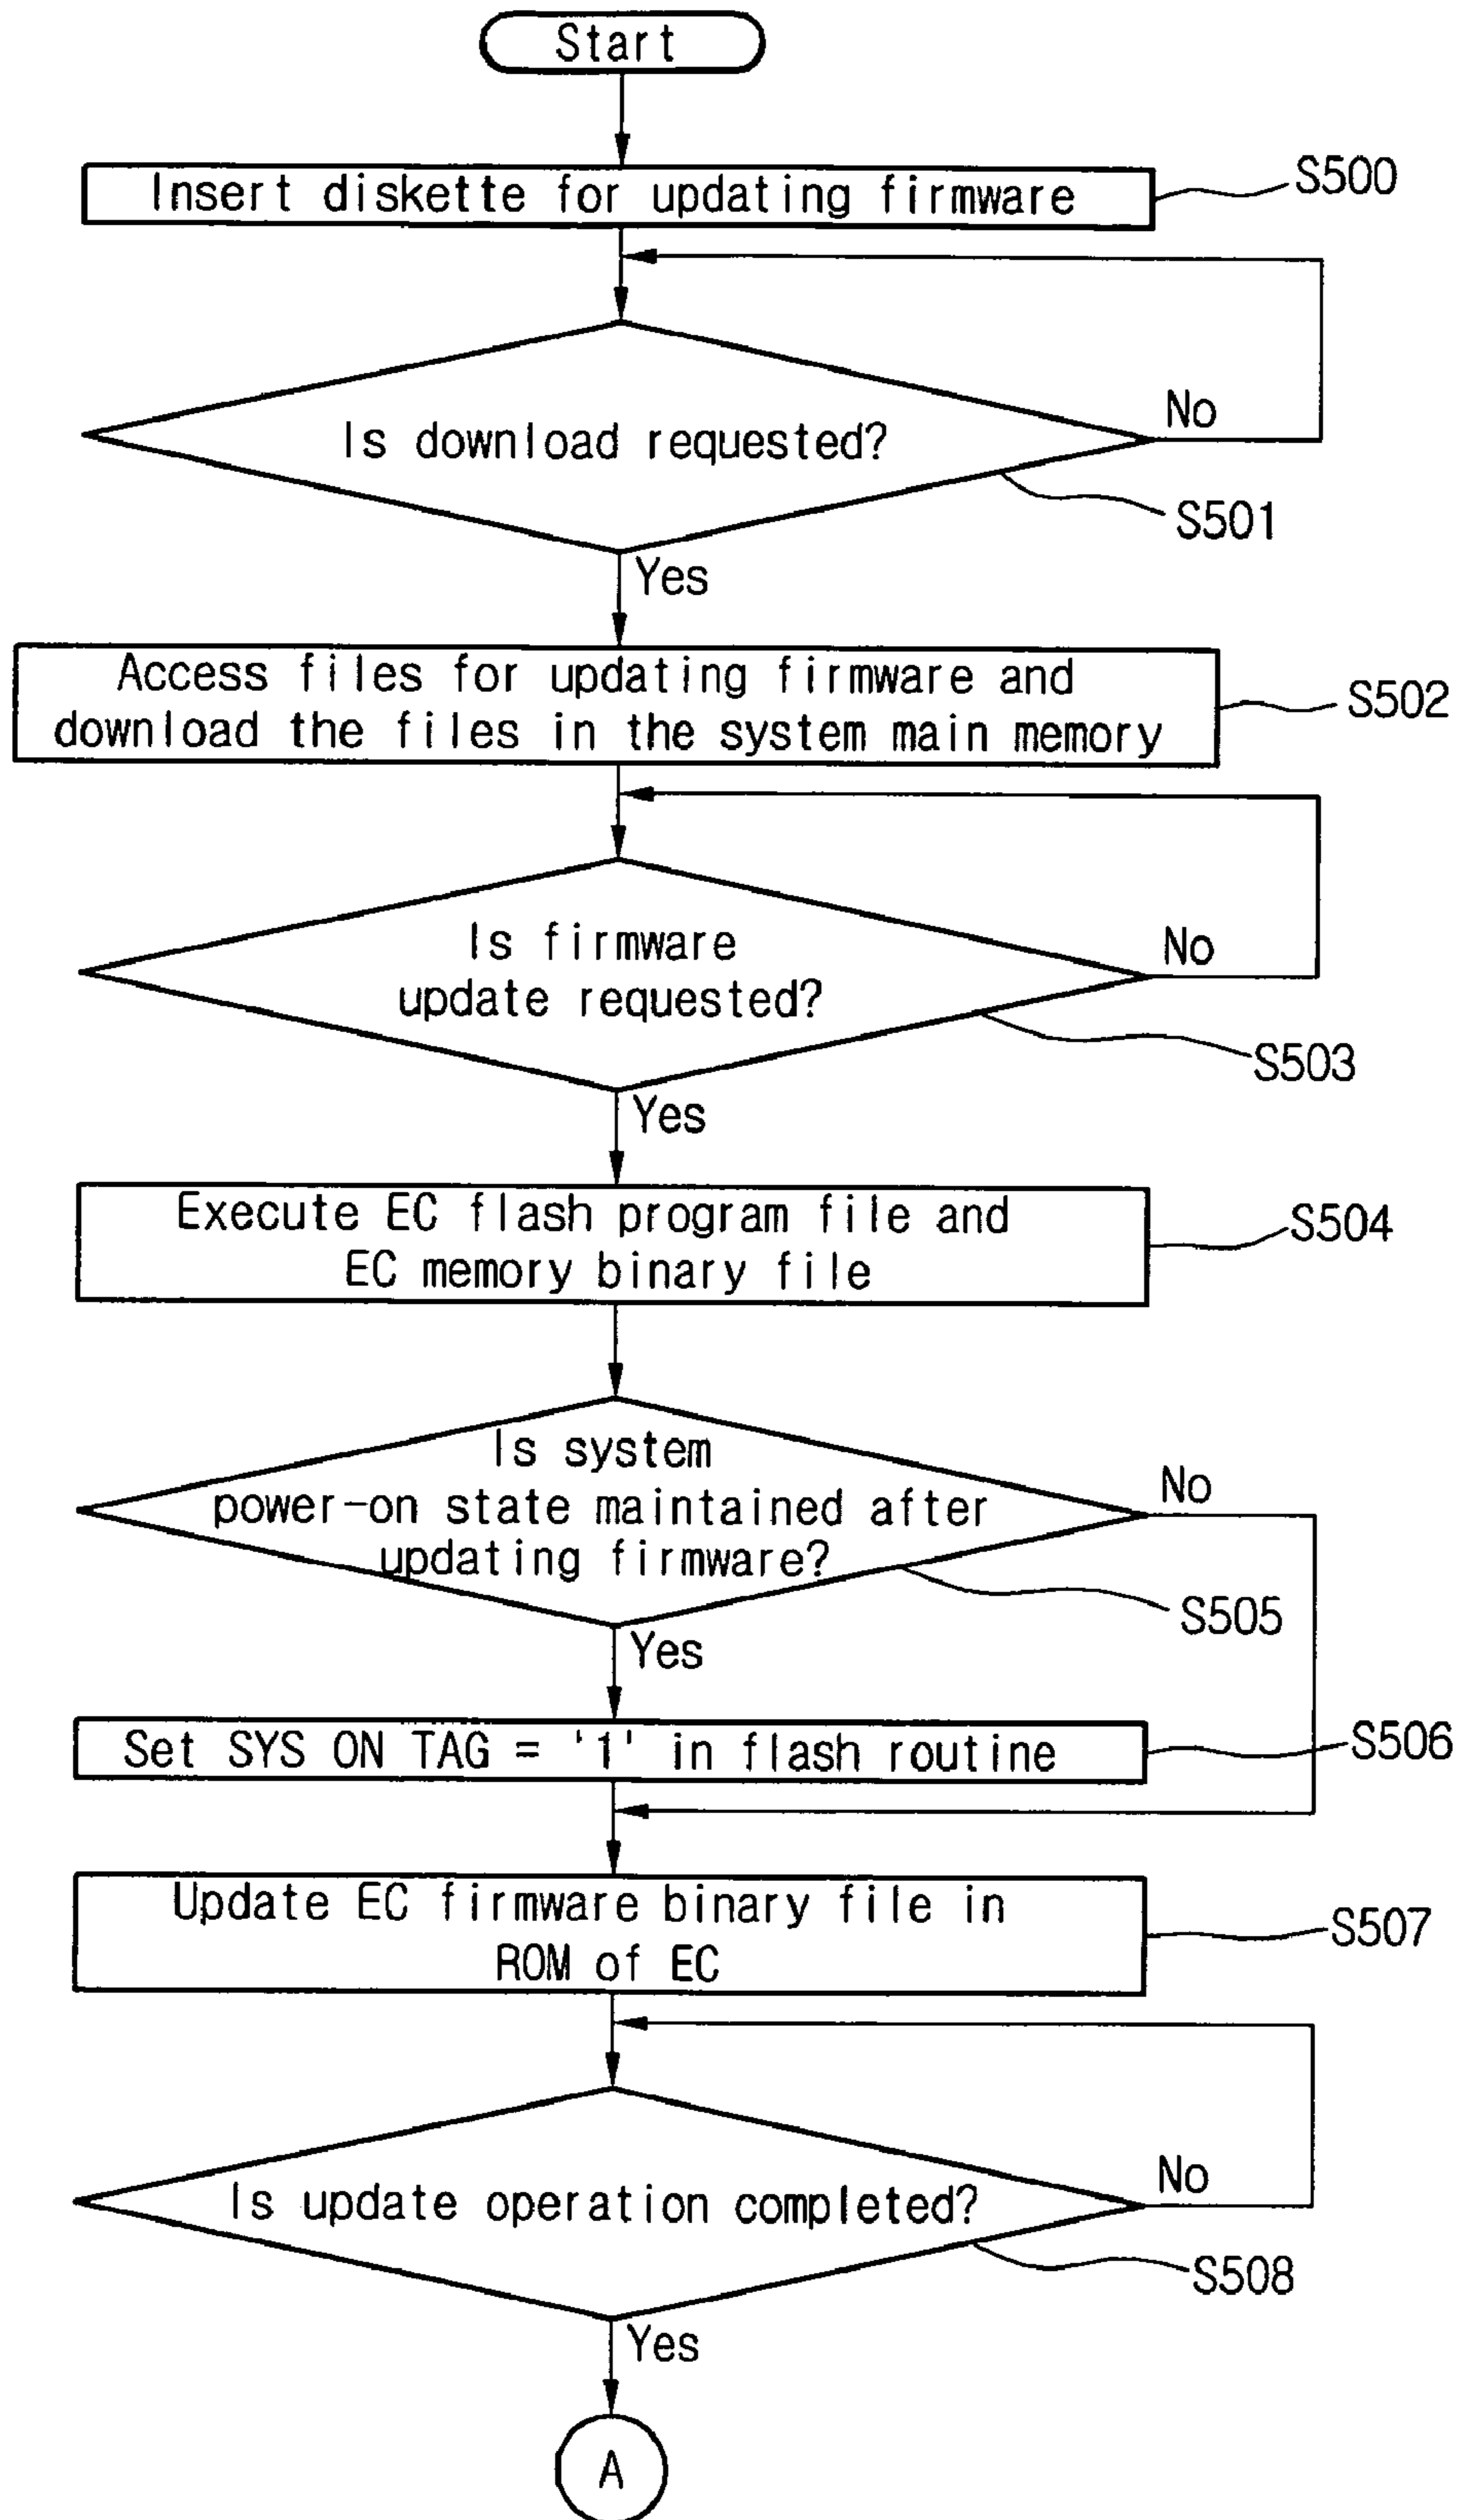 Start
Insert diskette for updating firmware
S500
Is download requested?
No
S501
Yes
Access files for updating firmware and
download the files in the system main memory
S502
Is firmware
update requested?
No
S503
Yes
Execute EC flash program file and
EC memory binary file
S504
Is system
power-on state maintained after
updating firmware?
No
S505
Yes
Set SYS ON TAG = '1' in flash routine
S506
Update EC firmware binary file in
ROM of EC
S507
Is update operation completed?
No
S508
Yes
A